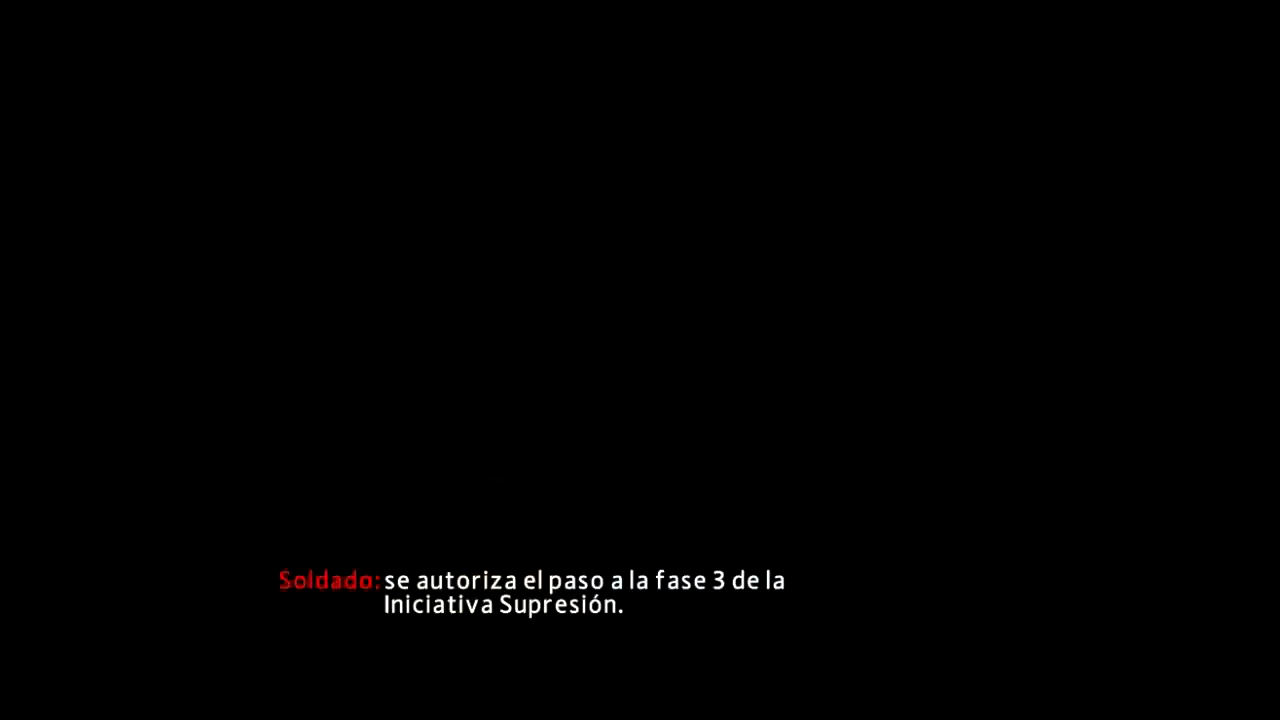 Soldado: se autoriza el paso a la fase 3 de la
Iniciativa Supresión.